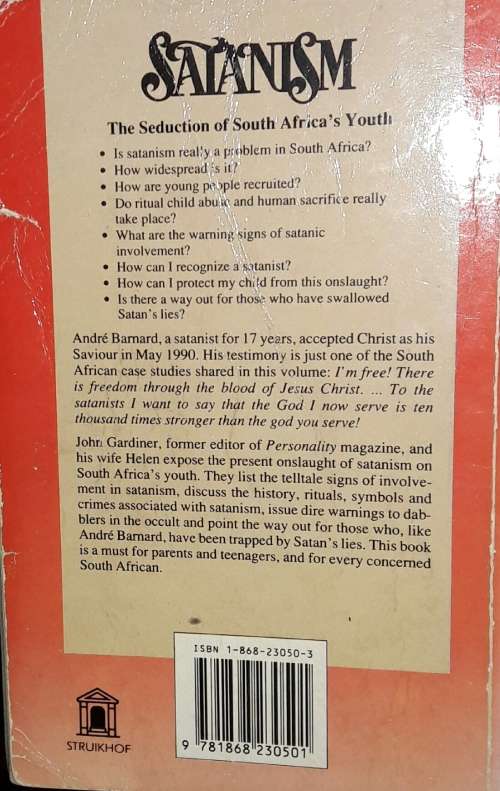 SATANISM
The Seduction of South Africa's Youth
• Is satanism really a problem in South Africa?
• How widespread is it?
• How are young people recruited?
• Do ritual child abuse and human sacrifice really
take place?
• What are the warning signs of satanic
involvement?
• How can I recognize a satanist?
• How can I protect my child from this onslaught?
• Is there a way out for those who have swallowed
Satan's lies?
André Barnard, a satanist for 17 years, accepted Christ as his
Saviour in May 1990. His testimony is just one of the South
African case studies shared in this volume: I'm free! There
is freedom through the blood of Jesus Christ. ... To the
satanists I want to say that the God I now serve is ten
thousand times stronger than the god you serve!
John Gardiner, former editor of Personality magazine, and
his wife Helen expose the present onslaught of satanism on
South Africa's youth. They list the telltale signs of involve-
ment in satanism, discuss the history, rituals, symbols and
crimes associated with satanism, issue dire warnings to dab-
blers in the occult and point the way out for those who, like
André Barnard, have been trapped by Satan's lies. This book
is a must for parents and teenagers, and for every concerned
South African.
ISBN 1-868-23050-3
9 781868 230501
STRUIKHOF